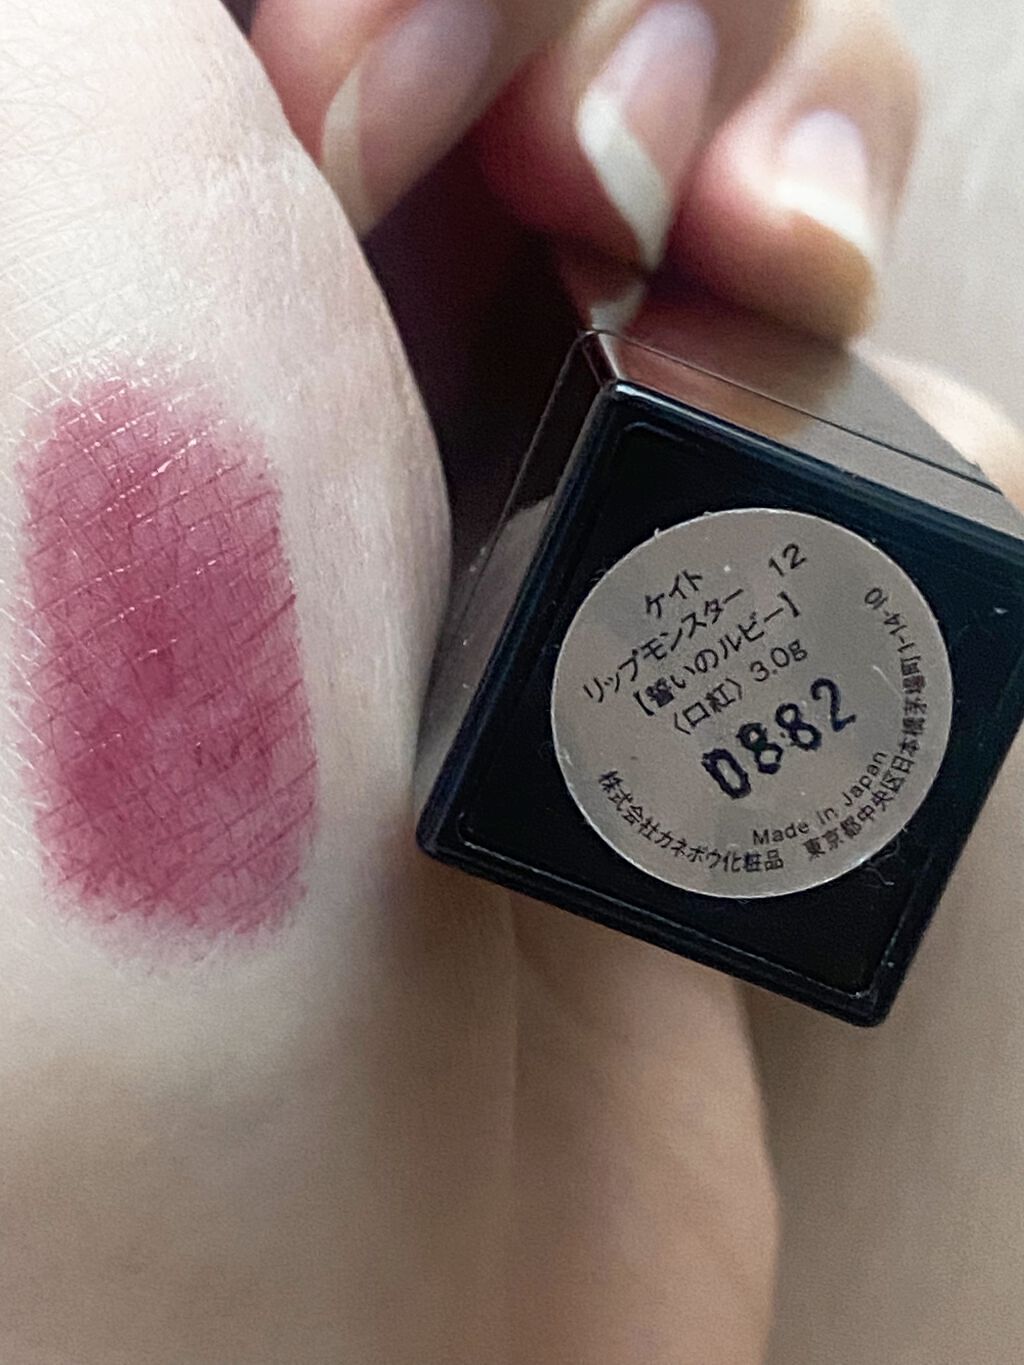 ケイト
リップモンスター 12
【誓いのルビー】
〈口紅〉3.0g
0882
Made in Japan
株式会社カネボウ化粧品 東京都中央区日本橋茅場町1-14-10